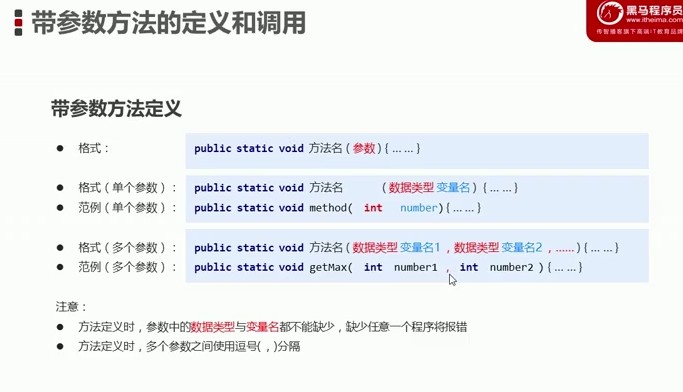 带参数方法的定义和调用
黑马程序员
www.itheima.com
传智播客旗下高端IT教育品牌
带参数方法定义
● 格式： public static void 方法名 ( 参数 ) { … … }
● 格式 ( 单个参数 ) ： public static void 方法名 ( 数据类型 变量名 ) { … … }
● 范例 ( 单个参数 ) ： public static void method( int number) { … … }
● 格式 ( 多个参数 ) ： public static void 方法名 ( 数据类型 变量名1 , 数据类型 变量名2 , …… ) { … … }
● 范例 ( 多个参数 ) ： public static void getMax( int number1 , int number2 ) { … … }
注意：
● 方法定义时，参数中的数据类型与变量名都不能缺少，缺少任意一个程序将报错
● 方法定义时，多个参数之间使用逗号( , )分隔